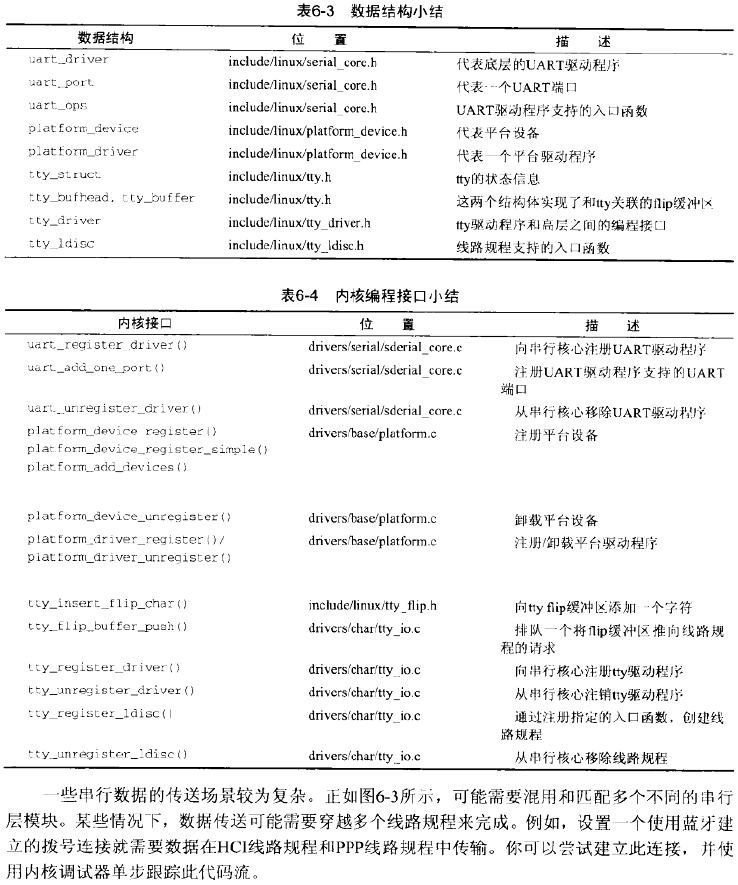 表6-3 数据结构小结
数据结构 位 置 描 述
uart_driver include/linux/serial_core.h 代表底层的UART驱动程序
uart_port include/linux/serial_core.h 代表一个UART端口
uart_ops include/linux/serial_core.h UART驱动程序支持的入口函数
platform_device include/linux/platform_device.h 代表平台设备
platform_driver include/linux/platform_device.h 代表一个平台驱动程序
tty_struct include/linux/tty.h tty的状态信息
tty_bufhead, tty_buffer include/linux/tty.h 这两个结构体实现了和tty关联的flip缓冲区
tty_driver include/linux/tty_driver.h tty驱动程序和高层之间的编程接口
tty_ldisc include/linux/tty_ldisc.h 线路规程支持的入口函数
表6-4 内核编程接口小结
内核接口 位 置 描 述
uart_register_driver() drivers/serial/sderial_core.c 向串行核心注册UART驱动程序
uart_add_one_port() drivers/serial/sderial_core.c 注册UART驱动程序支持的UART
端口
uart_unregister_driver() drivers/serial/sderial_core.c 从串行核心移除UART驱动程序
platform_device register() drivers/base/platform.c 注册平台设备
platform_device_register_simple()
platform_add_devices()
platform_device_unregister() drivers/base/platform.c 卸载平台设备
platform_driver_register()/ drivers/base/platform.c 注册/卸载平台驱动程序
platform_driver_unregister()
tty_insert_flip_char() include/linux/tty_flip.h 向tty flip缓冲区添加一个字符
tty_flip_buffer_push() drivers/char/tty_io.c 排队一个将flip缓冲区推向线路规
程的请求
tty_register_driver() drivers/char/tty_io.c 向串行核心注册tty驱动程序
tty_unregister_driver() drivers/char/tty_io.c 从串行核心注销tty驱动程序
tty_register_ldisc() drivers/char/tty_io.c 通过注册指定的入口函数，创建线
路规程
tty_unregister_ldisc() drivers/char/tty_io.c 从串行核心移除线路规程
一些串行数据的传送场景较为复杂。正如图6-3所示，可能需要混用和匹配多个不同的串行
层模块。某些情况下，数据传送可能需要穿越多个线路规程来完成。例如，设置一个使用蓝牙建
立的拨号连接就需要数据在HCI线路规程和PPP线路规程中传输。你可以尝试建立此连接，并使
用内核调试器单步跟踪此代码流。